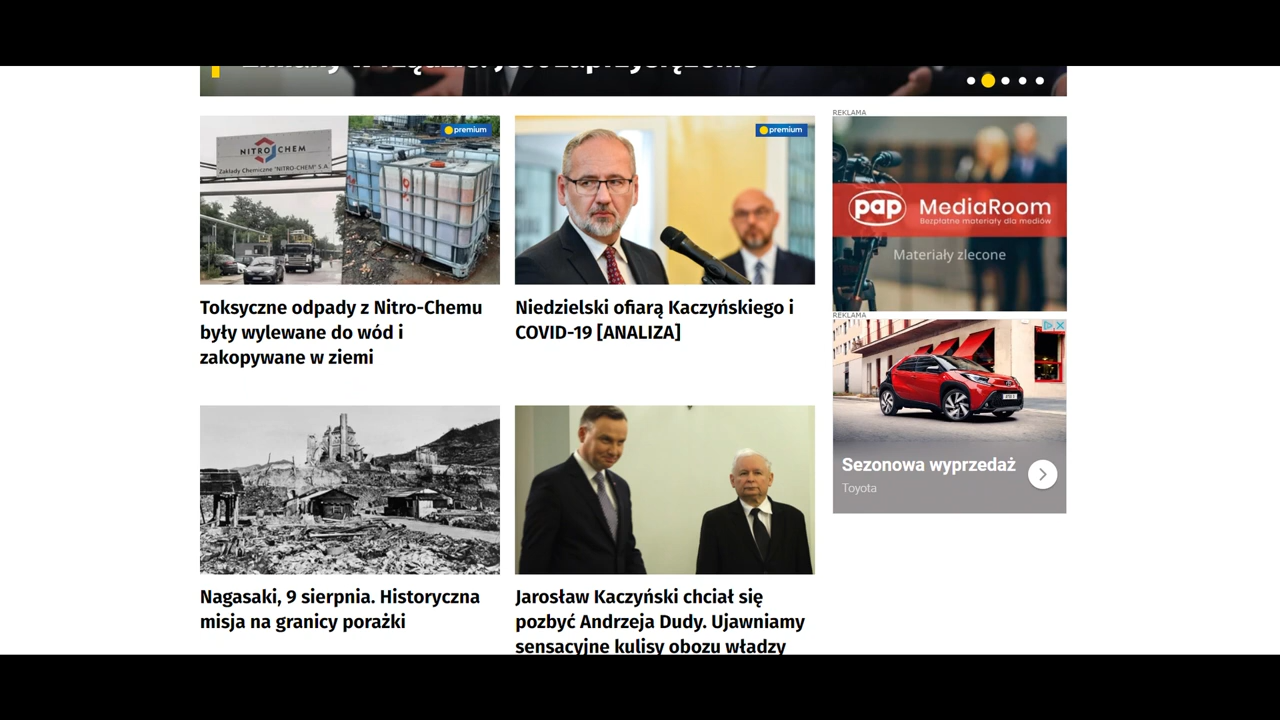 NITROCHEM
Zakłady Chemiczne "NITRO-CHEM" S.A.
premium
Toksyczne odpady z Nitro-Chemu
były wylewane do wód i
zakopywane w ziemi
premium
Niedzielski ofiarą Kaczyńskiego i
COVID-19 [ANALIZA]
Nagasaki, 9 sierpnia. Historyczna
misja na granicy porażki
Jarosław Kaczyński chciał się
pozbyć Andrzeja Dudy. Ujawniamy
sensacyjne kulisy obozu władzy
REKLAMA
pap MediaRoom
Bezpłatne materiały dla mediów
Materiały zlecone
REKLAMA
Sezonowa wyprzedaż
Toyota